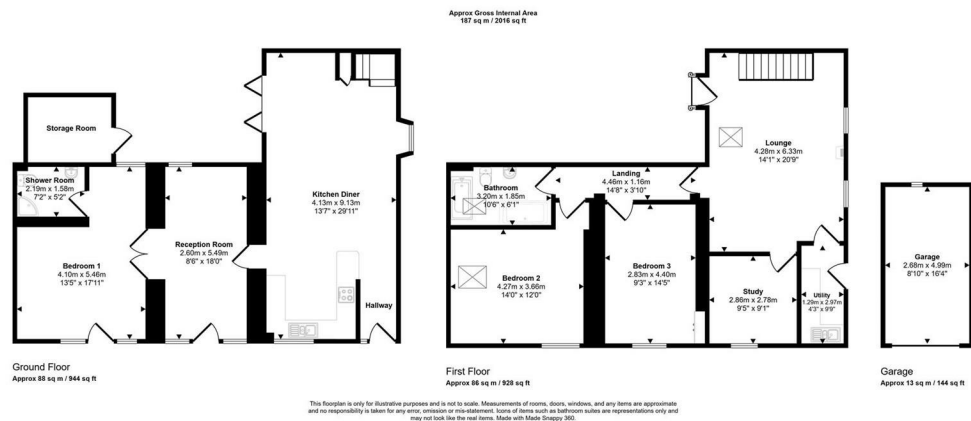 Approx Gross Internal Area
187 sq m / 2016 sq ft
Storage Room
Shower Room
2.19m x 1.58m
7'2" x 5'2"
Bedroom 1
4.10m x 5.46m
13'5" x 17'11"
Reception Room
2.60m x 5.49m
8'6" x 18'0"
Kitchen Diner
4.13m x 9.13m
13'7" x 29'11"
Hallway
Ground Floor
Approx 88 sq m / 944 sq ft
Bathroom
3.20m x 1.85m
10'6" x 6'1"
Landing
4.46m x 1.16m
14'8" x 3'10"
Lounge
4.28m x 6.33m
14'1" x 20'9"
Bedroom 2
4.27m x 3.66m
14'0" x 12'0"
Bedroom 3
2.83m x 4.40m
9'3" x 14'5"
Study
2.86m x 2.78m
9'5" x 9'1"
Utility
1.29m x 2.97m
4'3" x 9'9"
First Floor
Approx 86 sq m / 928 sq ft
Garage
2.68m x 4.99m
8'10" x 16'4"
Garage
Approx 13 sq m / 144 sq ft
This floorplan is only for illustrative purposes and is not to scale. Measurements of rooms, doors, windows, and any items are approximate
and no responsibility is taken for any error, omission or mis-statement. Icons of items such as bathroom suites are representations only and
may not look like the real items. Made with Made Snappy 360.